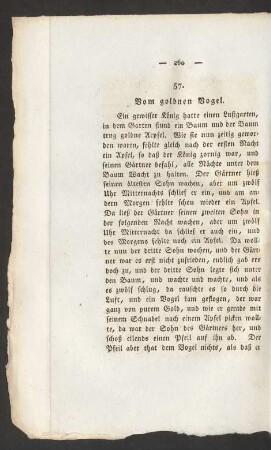 — 260 —
57.
Vom goldnen Vogel.
Ein gewisser König hatte einen Lustgarten,
in dem Garten stund ein Baum und der Baum
trug goldne Aepfel. Wie sie nun zeitig gewor-
den waren, fehlte gleich nach der ersten Nacht
ein Apfel, so daß der König zornig war, und
seinen Gärtner befahl, alle Nächte unter dem
Baum Wacht zu halten. Der Gärtner hieß
seinen ältesten Sohn wachen, aber um zwölf
Uhr Mitternachts schlief er ein, und am an-
dern Morgen fehlte schon wieder ein Apfel.
Da ließ der Gärtner seinen zweiten Sohn in
der folgenden Nacht wachen, aber um zwölf
Uhr Mitternacht da schlief er auch ein, und
des Morgens fehlte noch ein Apfel. Da woll-
te nun der dritte Sohn wachen, und der Gärt-
ner war es erst nicht zufrieden, endlich gab ers
doch zu, und der dritte Sohn legte sich unter
den Baum, und wachte und wachte, und als
es zwölf schlug, da rauschte es so durch die
Luft, und ein Vogel kam geflogen, der war
ganz von purem Gold, und wie er gerade mit
seinem Schnabel nach einem Apfel picken woll-
te, da war der Sohn des Gärtners her, und
schoß eilends einen Pfeil auf ihn ab. Der
Pfeil aber that dem Vogel nichts, als daß er